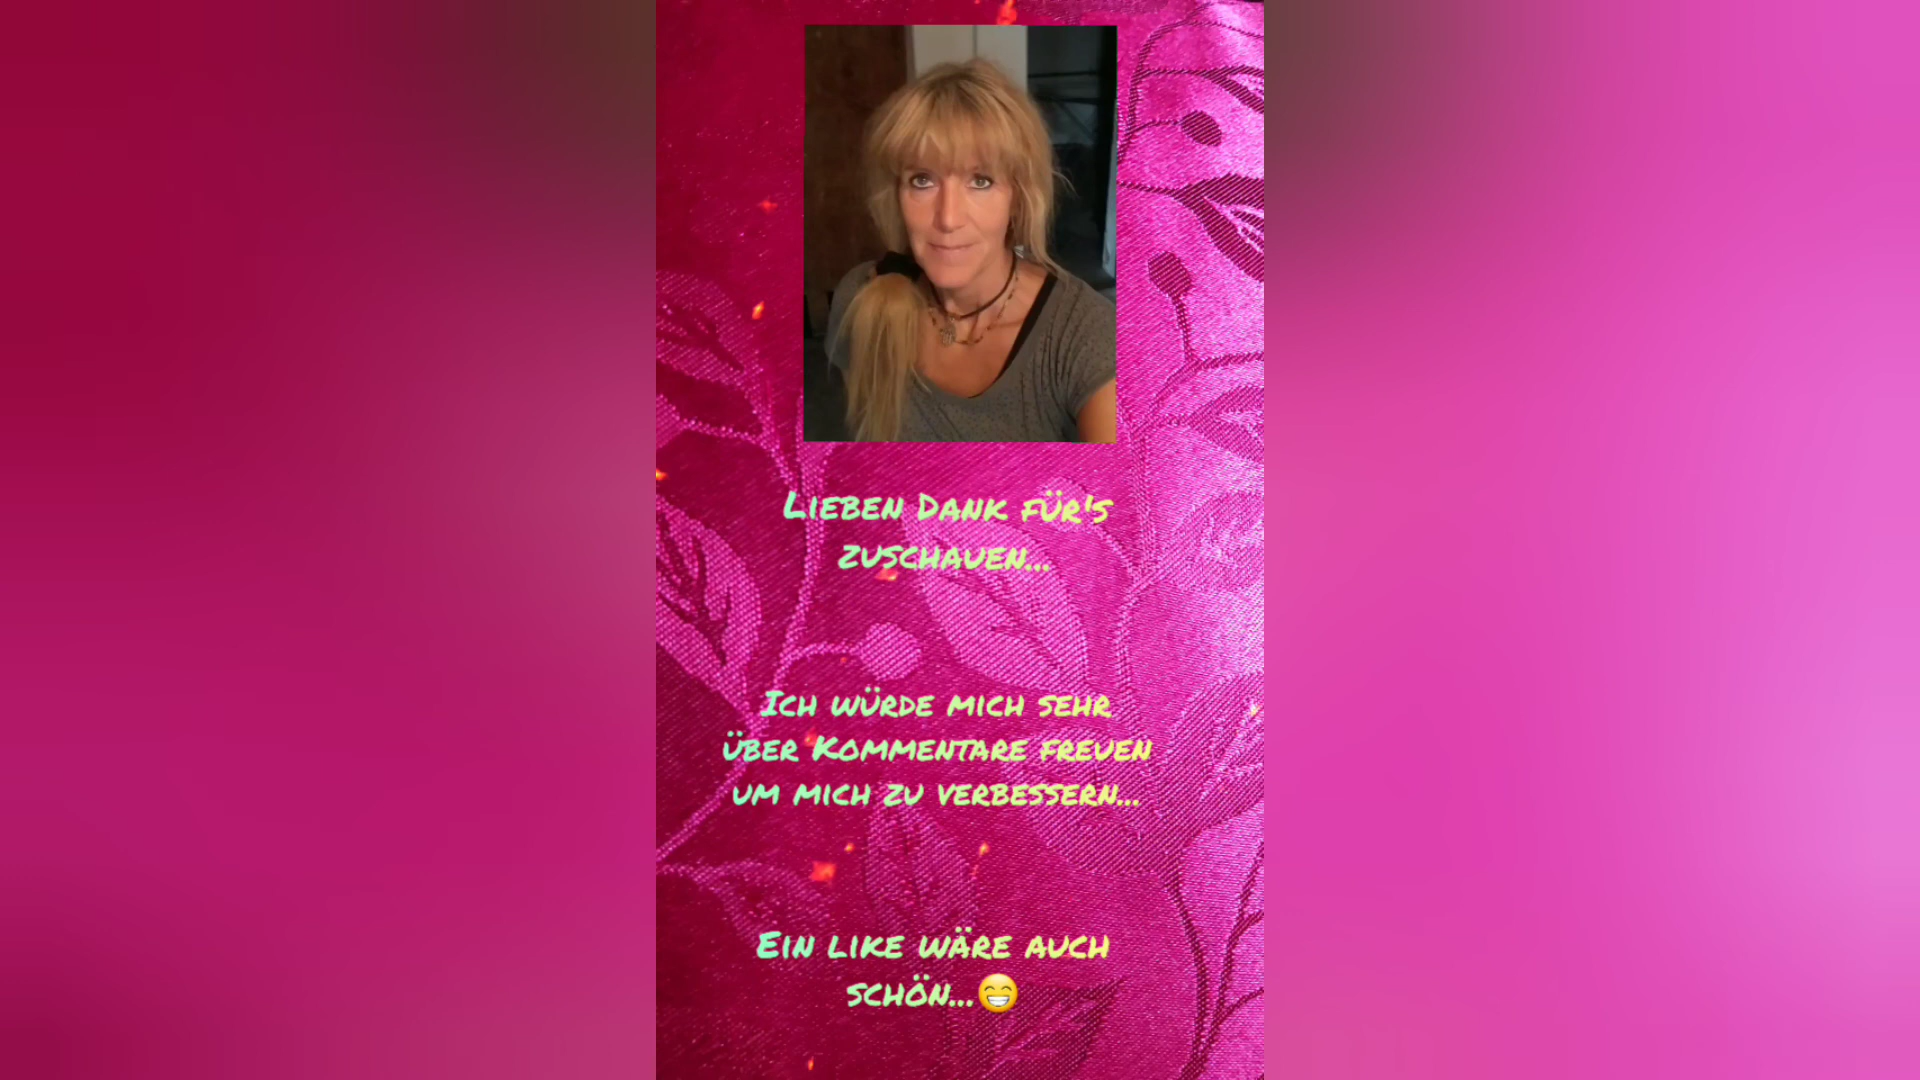 Lieben Dank für's
zuschauen...
Ich würde mich sehr
über Kommentare freuen
um mich zu verbessern...
Ein like wäre auch
schön...😁